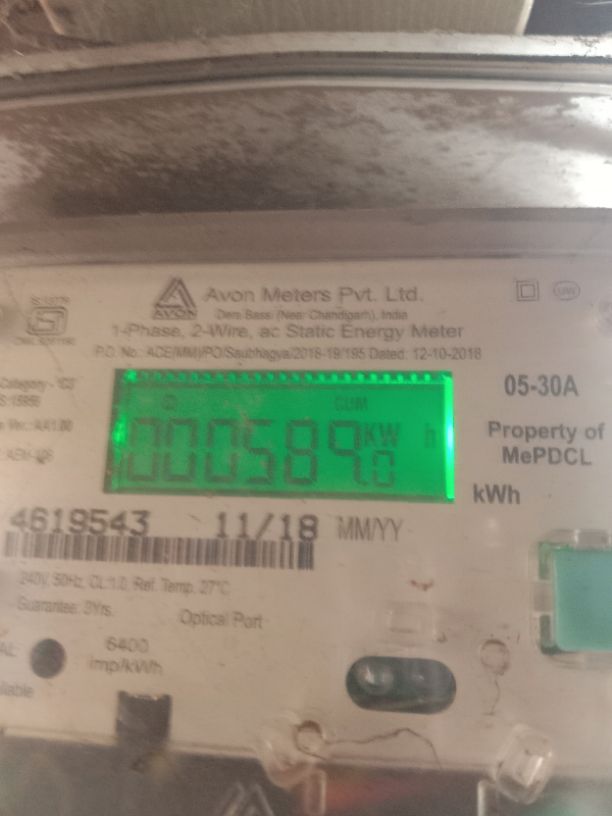 AVON
Avon Meters Pvt. Ltd.
Dera Bassi (Near Chandigarh), India
1-Phase, 2-Wire, ac Static Energy Meter
P.O. No.: ACE(MM)/PO/Saubhagya/2018-19/195 Dated: 12-10-2018
05-30A
CUM
000589.0 KW h
Property of
MePDCL
kWh
4619543 11/18 MM/YY
240V, 50Hz, CL:1.0, Ref. Temp. 27°C
Guarantee: 3Yrs.
Optical Port
6400
imp/kWh